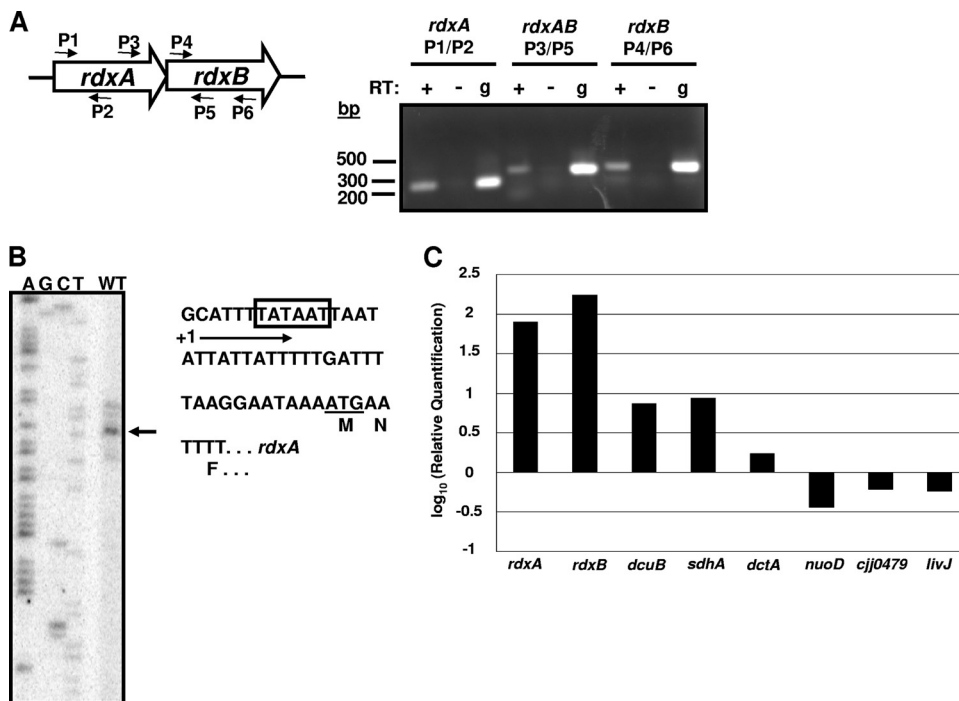 A
P1 P3 P4
rdxA rdxB
P2 P5 P6
rdxA rdxAB rdxB
P1/P2 P3/P5 P4/P6
RT: + - g + - g + - g
bp
500
300
200
B
A G C T WT
GCATTTTATAATTAAT
+1
ATTATTATTTTTGATTT
TAAGGAATAAAATGAA
M N
TTTT... rdxA
F...
C
log10 (Relative Quantification)
2.5
2
1.5
1
0.5
0
-0.5
-1
rdxA rdxB dcuB sdhA dctA nuoD cjj0479 livJ